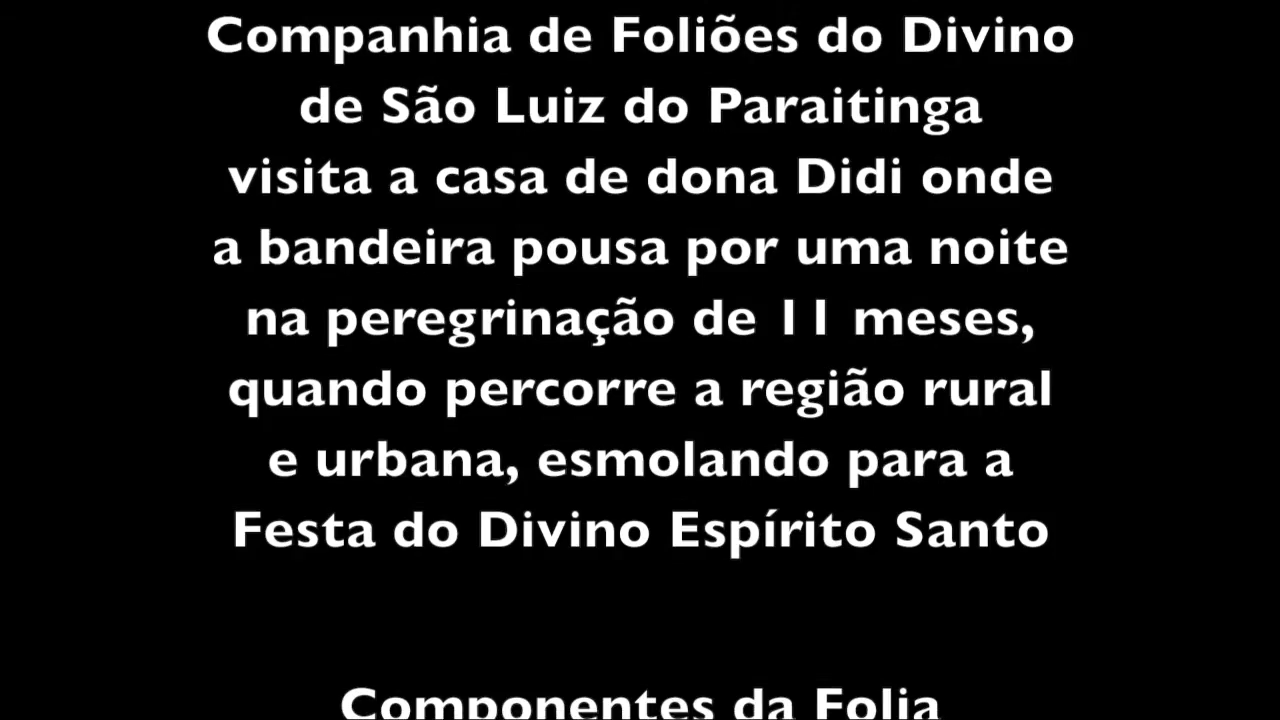 Companhia de Foliões do Divino
de São Luiz do Paraitinga
visita a casa de dona Didi onde
a bandeira pousa por uma noite
na peregrinação de 11 meses,
quando percorre a região rural
e urbana, esmolando para a
Festa do Divino Espírito Santo
Componentes da Folia